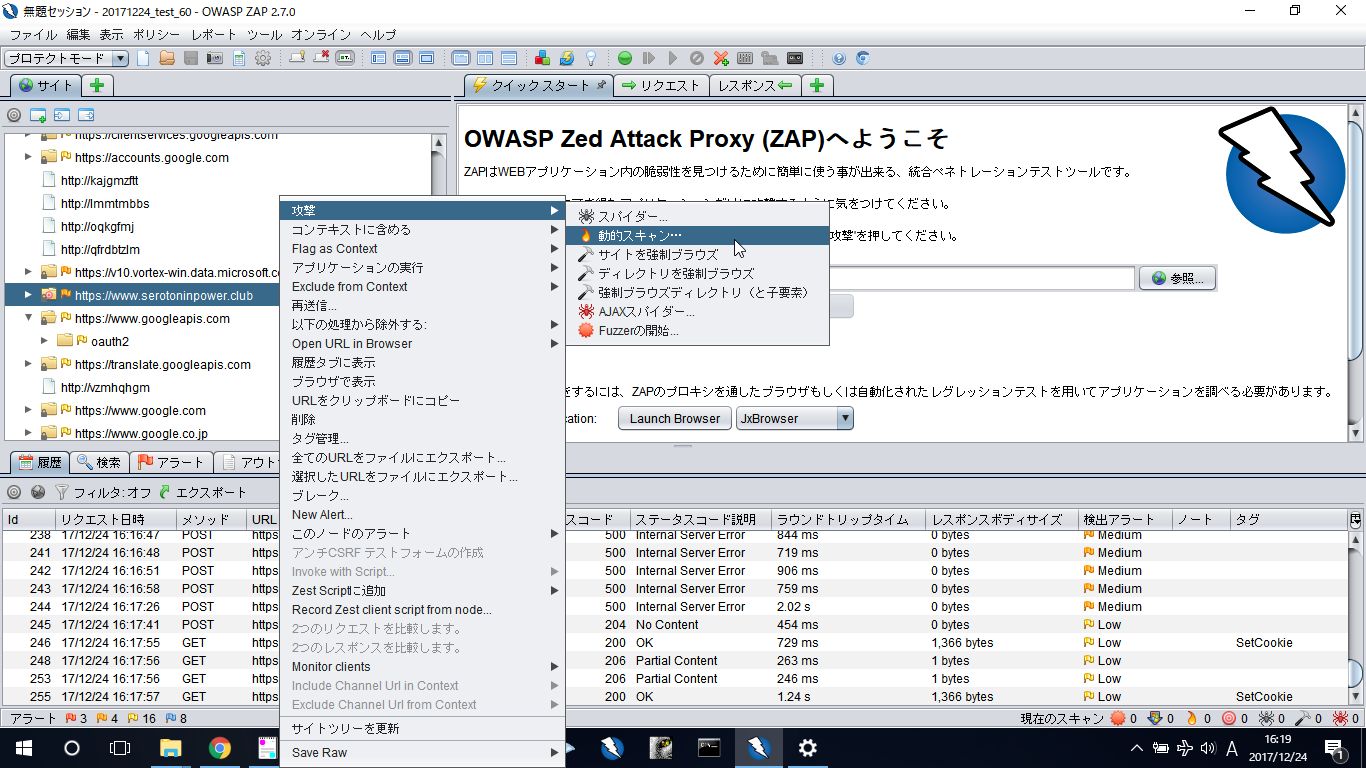 無題セッション - 20171224_test_60 - OWASP ZAP 2.7.0
ファイル 編集 表示 ポリシー レポート ツール オンライン ヘルプ
プロテクトモード
サイト
クイックスタート リクエスト レスポンス
https://clientservices.googleapis.com
https://accounts.google.com
http://kajgmzftt
http://lmmtmbbs
http://oqkgfmj
http://qfrdbtzlm
https://v10.vortex-win.data.microsoft.co
https://www.serotoninpower.club
https://www.googleapis.com
oauth2
https://translate.googleapis.com
http://vzmhqhgm
https://www.google.com
https://www.google.co.jp
OWASP Zed Attack Proxy (ZAP)へようこそ
ZAPはWEBアプリケーション内の脆弱性を見つけるために簡単に使う事が出来る、統合ペネトレーションテストツールです。
に気をつけてください。
攻撃'を押してください。
参照...
をするには、ZAPのプロキシを通したブラウザもしくは自動化されたレグレッションテストを用いてアプリケーションを調べる必要があります。
cation: Launch Browser JxBrowser
攻撃
コンテキストに含める
Flag as Context
アプリケーションの実行
Exclude from Context
再送信...
以下の処理から除外する:
Open URL in Browser
履歴タブに表示
ブラウザで表示
URLをクリップボードにコピー
削除
タグ管理...
全てのURLをファイルにエクスポート...
選択したURLをファイルにエクスポート...
ブレーク...
New Alert...
このノードのアラート
アンチCSRF テストフォームの作成
Invoke with Script...
Zest Scriptに追加
Record Zest client script from node...
2つのリクエストを比較します。
2つのレスポンスを比較します。
Monitor clients
Include Channel Url in Context
Exclude Channel Url from Context
サイトツリーを更新
Save Raw
スパイダー...
動的スキャン…
サイトを強制ブラウズ
ディレクトリを強制ブラウズ
強制ブラウズディレクトリ（と子要素）
AJAXスパイダー...
Fuzzerの開始...
履歴 検索 アラート アウト
フィルタ:オフ エクスポート
Id リクエスト日時 メソッド URL スコード ステータスコード説明 ラウンドトリップタイム レスポンスボディサイズ 検出アラート ノート タグ
238 17/12/24 16:16:47 POST https 500 Internal Server Error 844 ms 0 bytes Medium
241 17/12/24 16:16:48 POST https 500 Internal Server Error 719 ms 0 bytes Medium
242 17/12/24 16:16:51 POST https 500 Internal Server Error 906 ms 0 bytes Medium
243 17/12/24 16:16:58 POST https 500 Internal Server Error 759 ms 0 bytes Medium
244 17/12/24 16:17:26 POST https 500 Internal Server Error 2.02 s 0 bytes Medium
245 17/12/24 16:17:41 POST https 204 No Content 454 ms 0 bytes Low
246 17/12/24 16:17:55 GET https 200 OK 729 ms 1,366 bytes Low SetCookie
248 17/12/24 16:17:56 GET https 206 Partial Content 263 ms 1 bytes Low
253 17/12/24 16:17:56 GET https 206 Partial Content 246 ms 1 bytes Low
255 17/12/24 16:17:57 GET https 200 OK 1.24 s 1,366 bytes Low SetCookie
アラート 3 4 16 8 現在のスキャン 0 0 0 0 0 0 0
A 16:19
2017/12/24
1